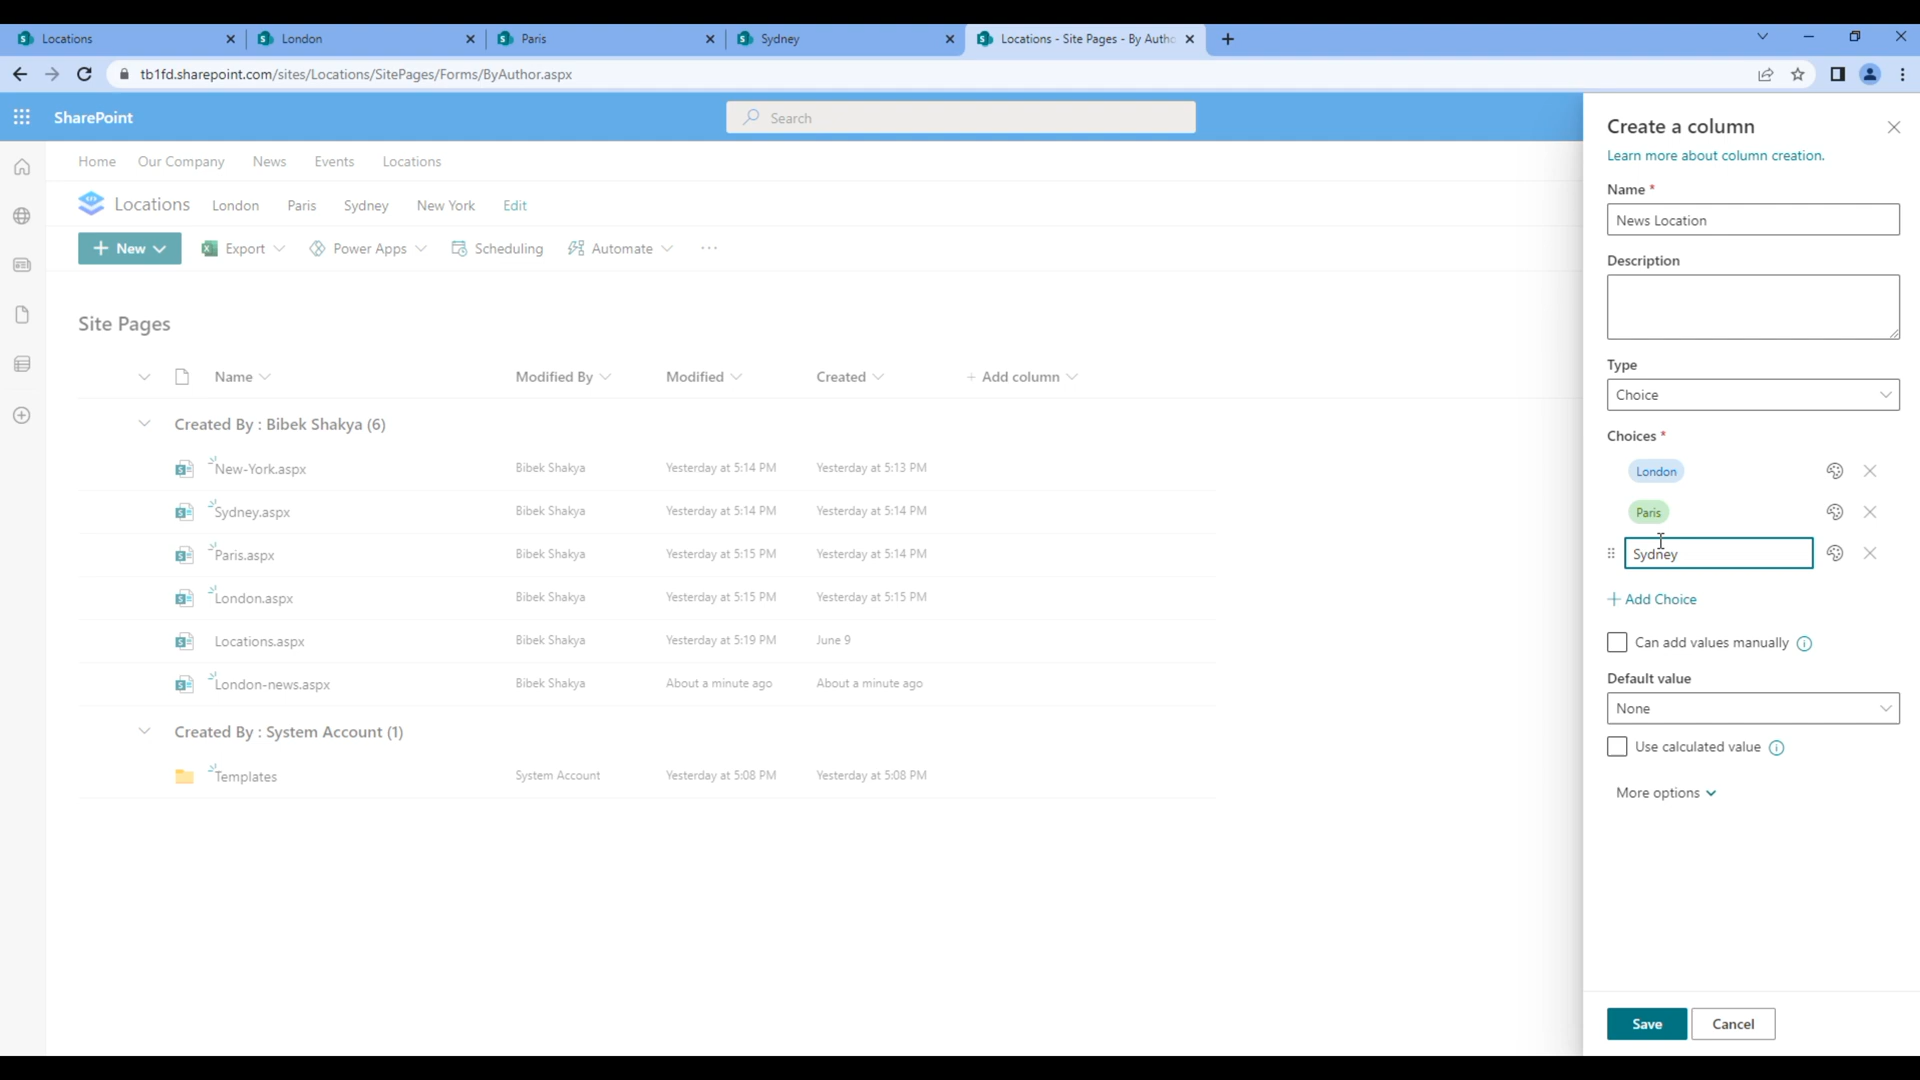 Locations
London
Paris
Sydney
Locations - Site Pages - By Autho
tb1fd.sharepoint.com/sites/Locations/SitePages/Forms/ByAuthor.aspx
SharePoint
Search
Home Our Company News Events Locations
Locations London Paris Sydney New York Edit
New Export Power Apps Scheduling Automate ...
Site Pages
Name Modified By Modified Created + Add column
Created By : Bibek Shakya (6)
New-York.aspx Bibek Shakya Yesterday at 5:14 PM Yesterday at 5:13 PM
Sydney.aspx Bibek Shakya Yesterday at 5:14 PM Yesterday at 5:14 PM
Paris.aspx Bibek Shakya Yesterday at 5:15 PM Yesterday at 5:14 PM
London.aspx Bibek Shakya Yesterday at 5:15 PM Yesterday at 5:15 PM
Locations.aspx Bibek Shakya Yesterday at 5:19 PM June 9
London-news.aspx Bibek Shakya About a minute ago About a minute ago
Created By : System Account (1)
Templates System Account Yesterday at 5:08 PM Yesterday at 5:08 PM
Create a column
Learn more about column creation.
Name *
News Location
Description
Type
Choice
Choices *
London
Paris
Sydney
+ Add Choice
Can add values manually
Default value
None
Use calculated value
More options
Save Cancel